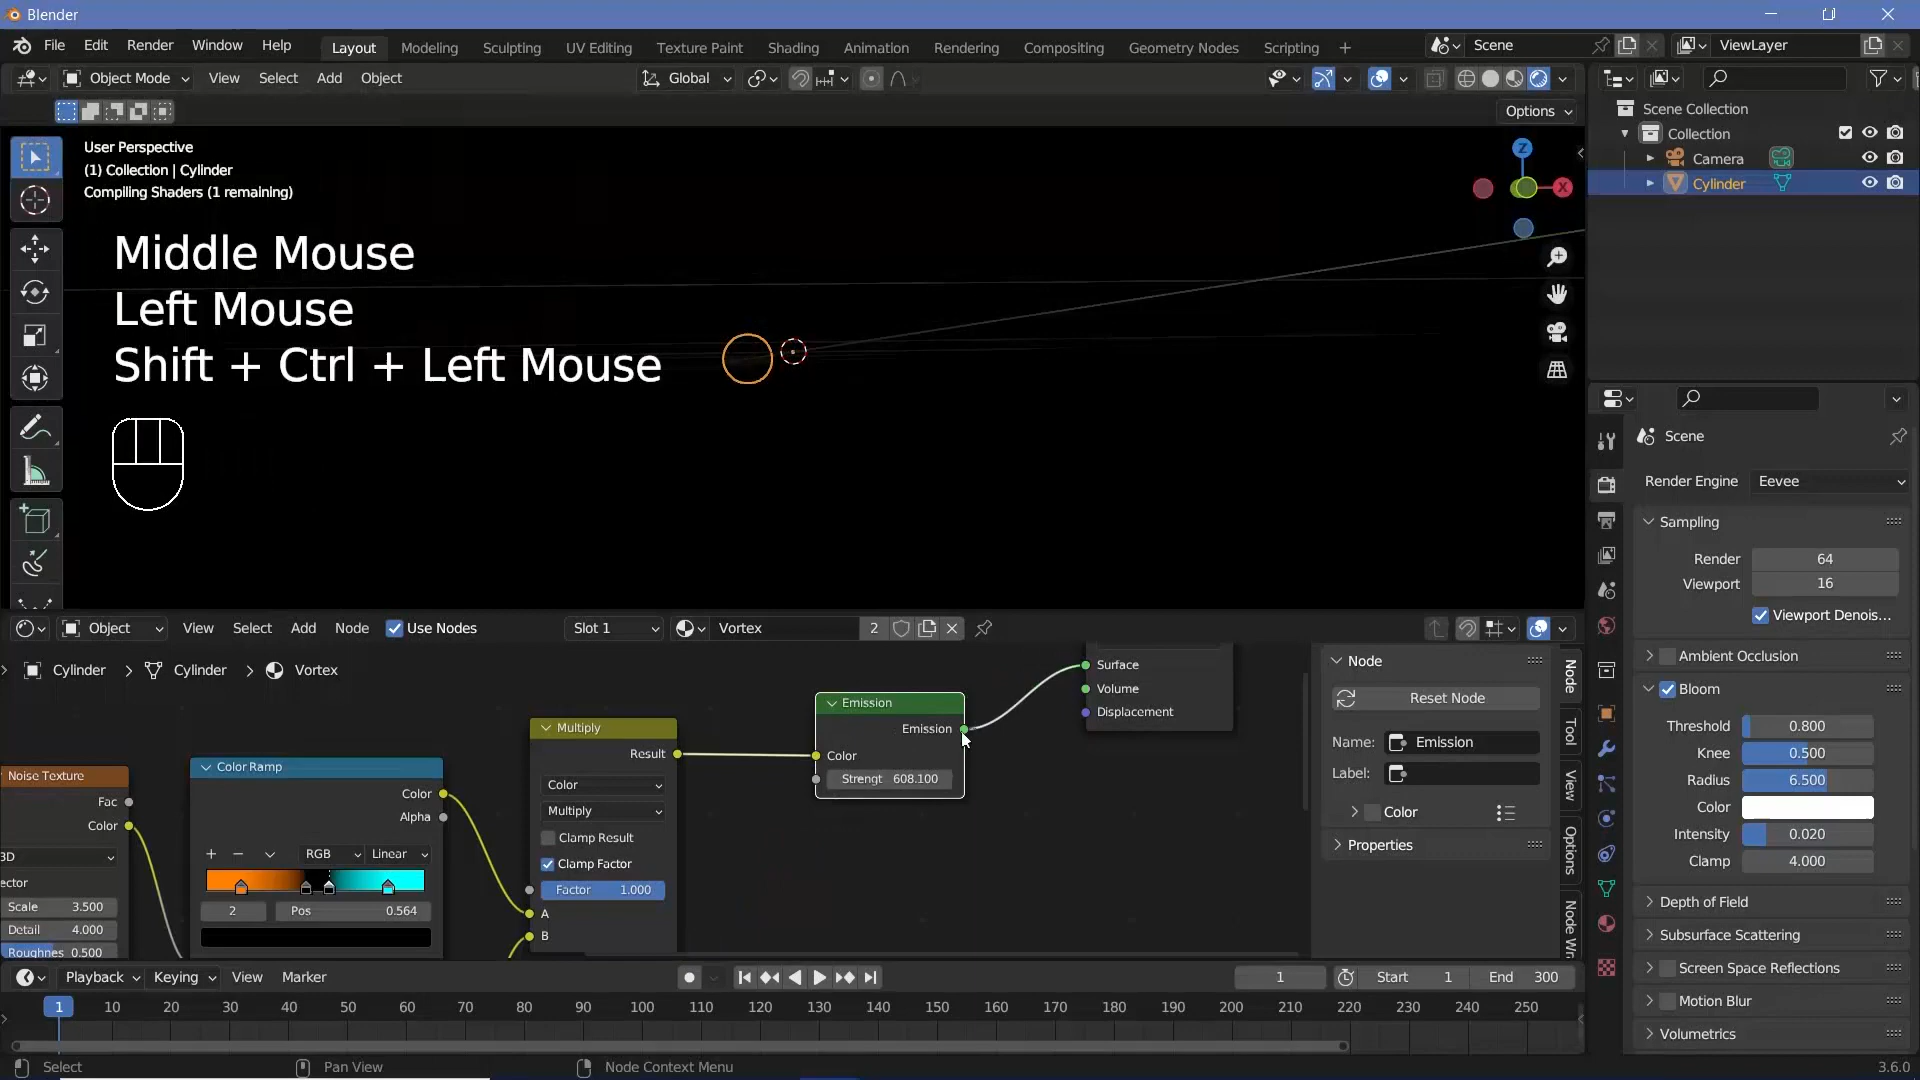 Blender
File Edit Render Window Help Layout Modeling Sculpting UV Editing Texture Paint Shading Animation Rendering Compositing Geometry Nodes Scripting + Scene ViewLayer
Object Mode View Select Add Object Global
Options
User Perspective
(1) Collection | Cylinder
Compiling Shaders (1 remaining)
Middle Mouse
Left Mouse
Shift + Ctrl + Left Mouse
Z
X
Scene Collection
Collection
Camera
Cylinder
Scene
Render Engine Eevee
Sampling
Render 64
Viewport 16
Viewport Denois...
Ambient Occlusion
Bloom
Threshold 0.800
Knee 0.500
Radius 6.500
Color
Intensity 0.020
Clamp 4.000
Depth of Field
Subsurface Scattering
Screen Space Reflections
Motion Blur
Volumetrics
Object View Select Add Node Use Nodes Slot 1 Vortex 2
Cylinder > Cylinder > Vortex
Noise Texture
Fac
Color
3D
ector
Scale 3.500
Detail 4.000
Roughnes 0.500
Color Ramp
Color
Alpha
+ − RGB Linear
2 Pos 0.564
Multiply
Result
Color
Multiply
Clamp Result
Clamp Factor
Factor 1.000
A
B
Emission
Emission
Color
Strengt 608.100
Surface
Volume
Displacement
Node
Reset Node
Name: Emission
Label:
Color
Properties
Node
Tool
View
Options
Node Wr
Playback Keying View Marker 1 Start 1 End 300
1 10 20 30 40 50 60 70 80 90 100 110 120 130 140 150 160 170 180 190 200 210 220 230 240 250
Select Pan View Node Context Menu 3.6.0